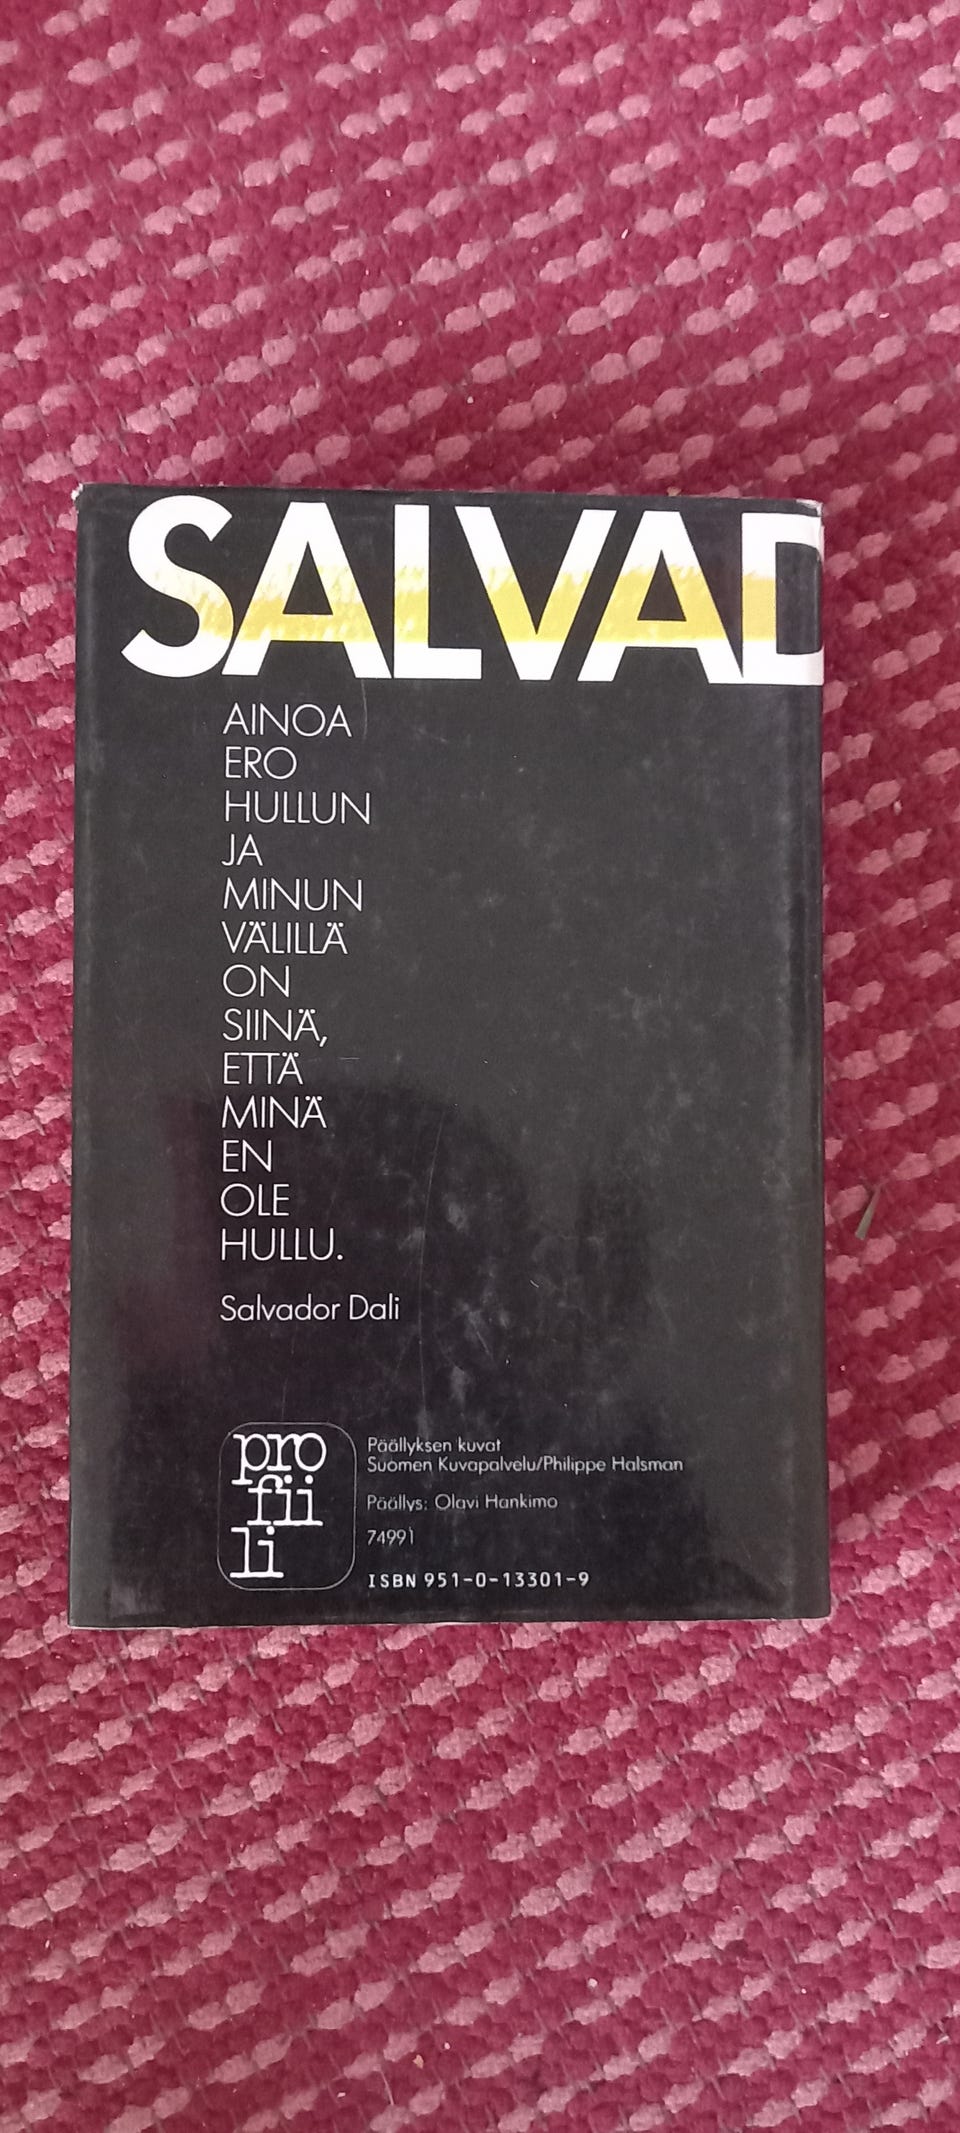 SALVAD
AINOA
ERO
HULLUN
JA
MINUN
VÄLILLÄ
ON
SIINÄ,
ETTÄ
MINÄ
EN
OLE
HULLU.
Salvador Dali
pro
fii
li
Päällyksen kuvat
Suomen Kuvapalvelu/Philippe Halsman
Päällys: Olavi Hankimo
74991
ISBN 951-0-13301-9